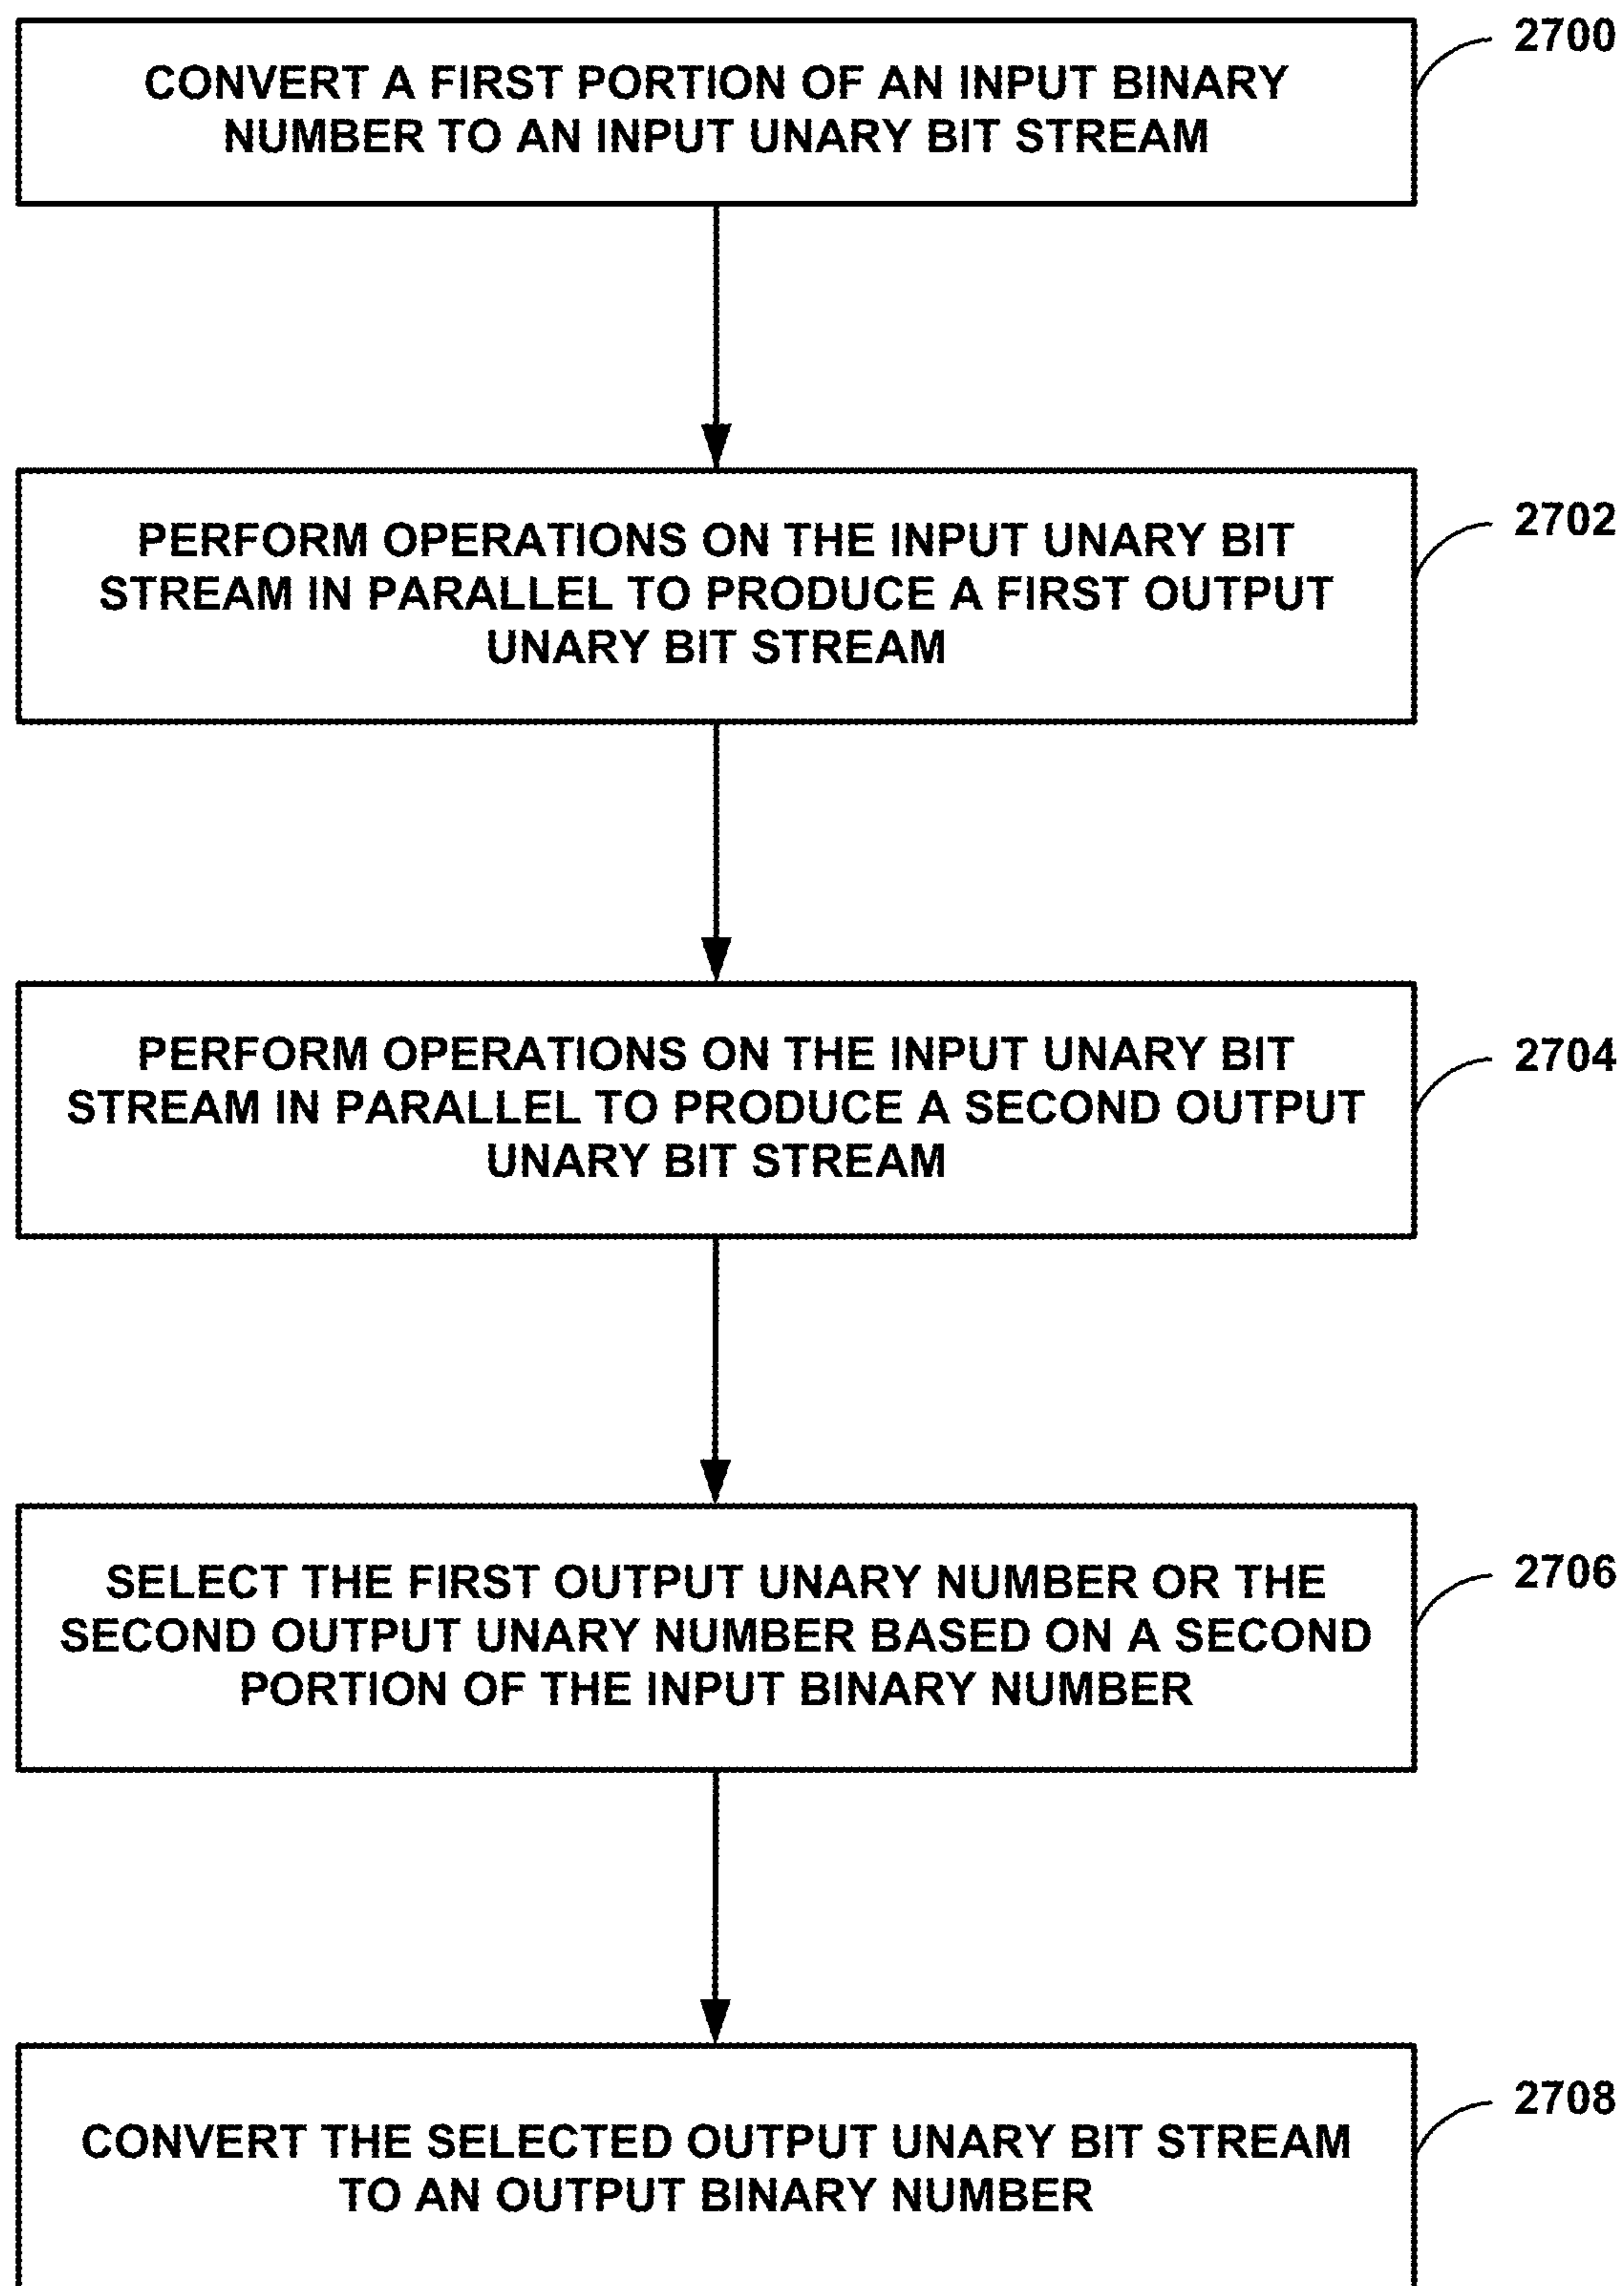 2700
CONVERT A FIRST PORTION OF AN INPUT BINARY
NUMBER TO AN INPUT UNARY BIT STREAM
2702
PERFORM OPERATIONS ON THE INPUT UNARY BIT
STREAM IN PARALLEL TO PRODUCE A FIRST OUTPUT
UNARY BIT STREAM
2704
PERFORM OPERATIONS ON THE INPUT UNARY BIT
STREAM IN PARALLEL TO PRODUCE A SECOND OUTPUT
UNARY BIT STREAM
2706
SELECT THE FIRST OUTPUT UNARY NUMBER OR THE
SECOND OUTPUT UNARY NUMBER BASED ON A SECOND
PORTION OF THE INPUT BINARY NUMBER
2708
CONVERT THE SELECTED OUTPUT UNARY BIT STREAM
TO AN OUTPUT BINARY NUMBER